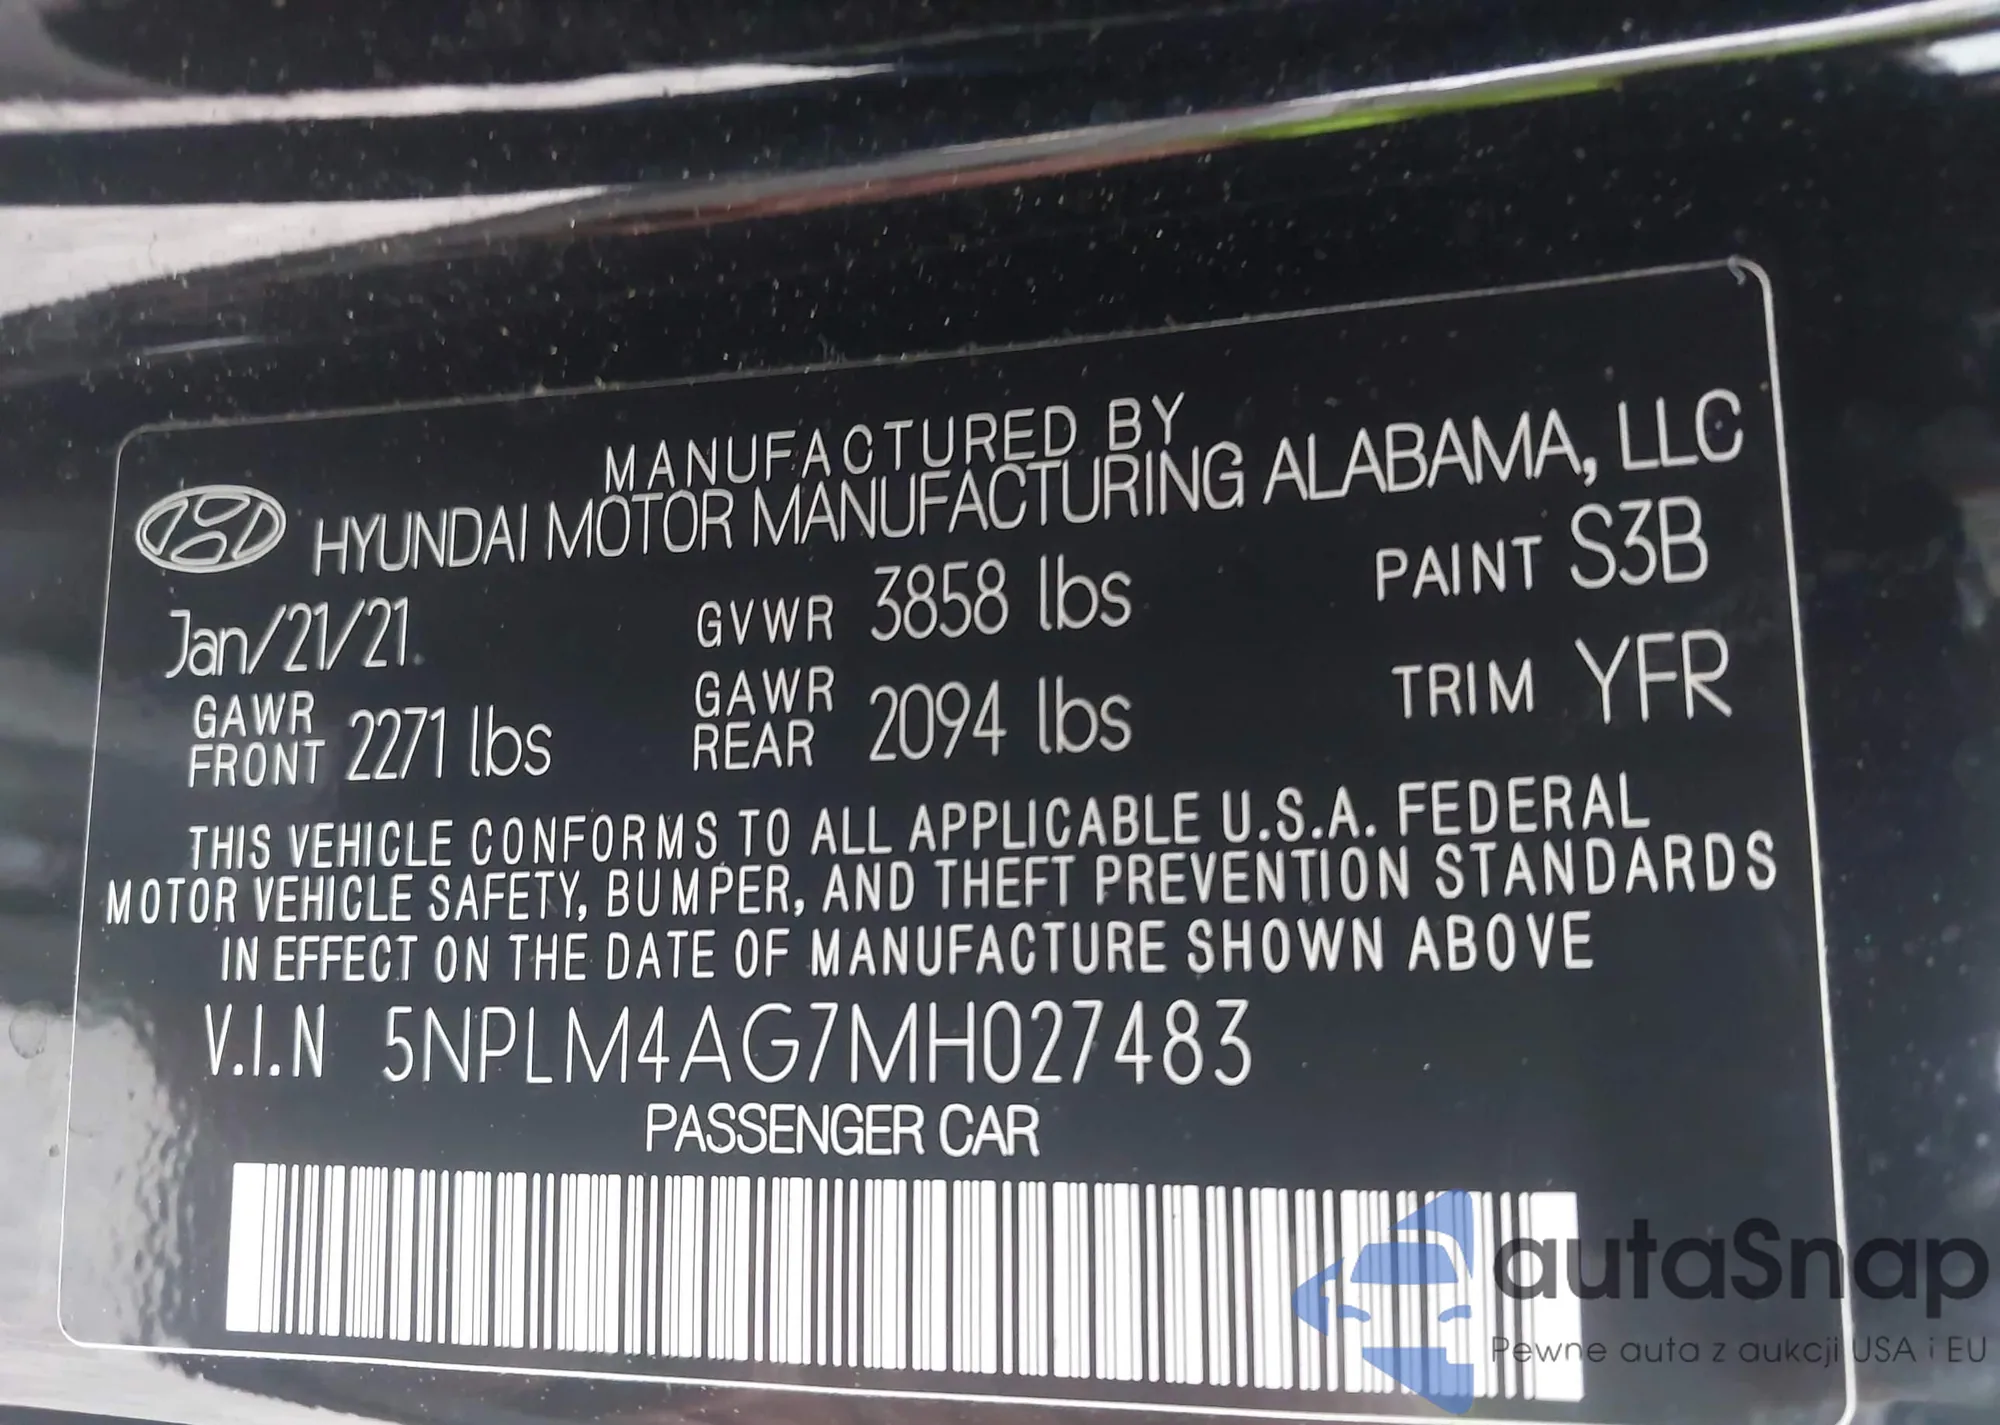 MANUFACTURED BY
HYUNDAI MOTOR MANUFACTURING ALABAMA, LLC
Jan/21/21 GVWR 3858 lbs PAINT S3B
GAWR FRONT 2271 lbs GAWR REAR 2094 lbs TRIM YFR
THIS VEHICLE CONFORMS TO ALL APPLICABLE U.S.A. FEDERAL
MOTOR VEHICLE SAFETY, BUMPER, AND THEFT PREVENTION STANDARDS
IN EFFECT ON THE DATE OF MANUFACTURE SHOWN ABOVE
V.I.N 5NPLM4AG7MH027483
PASSENGER CAR
autaSnap
Pewne auta z aukcji USA i EU